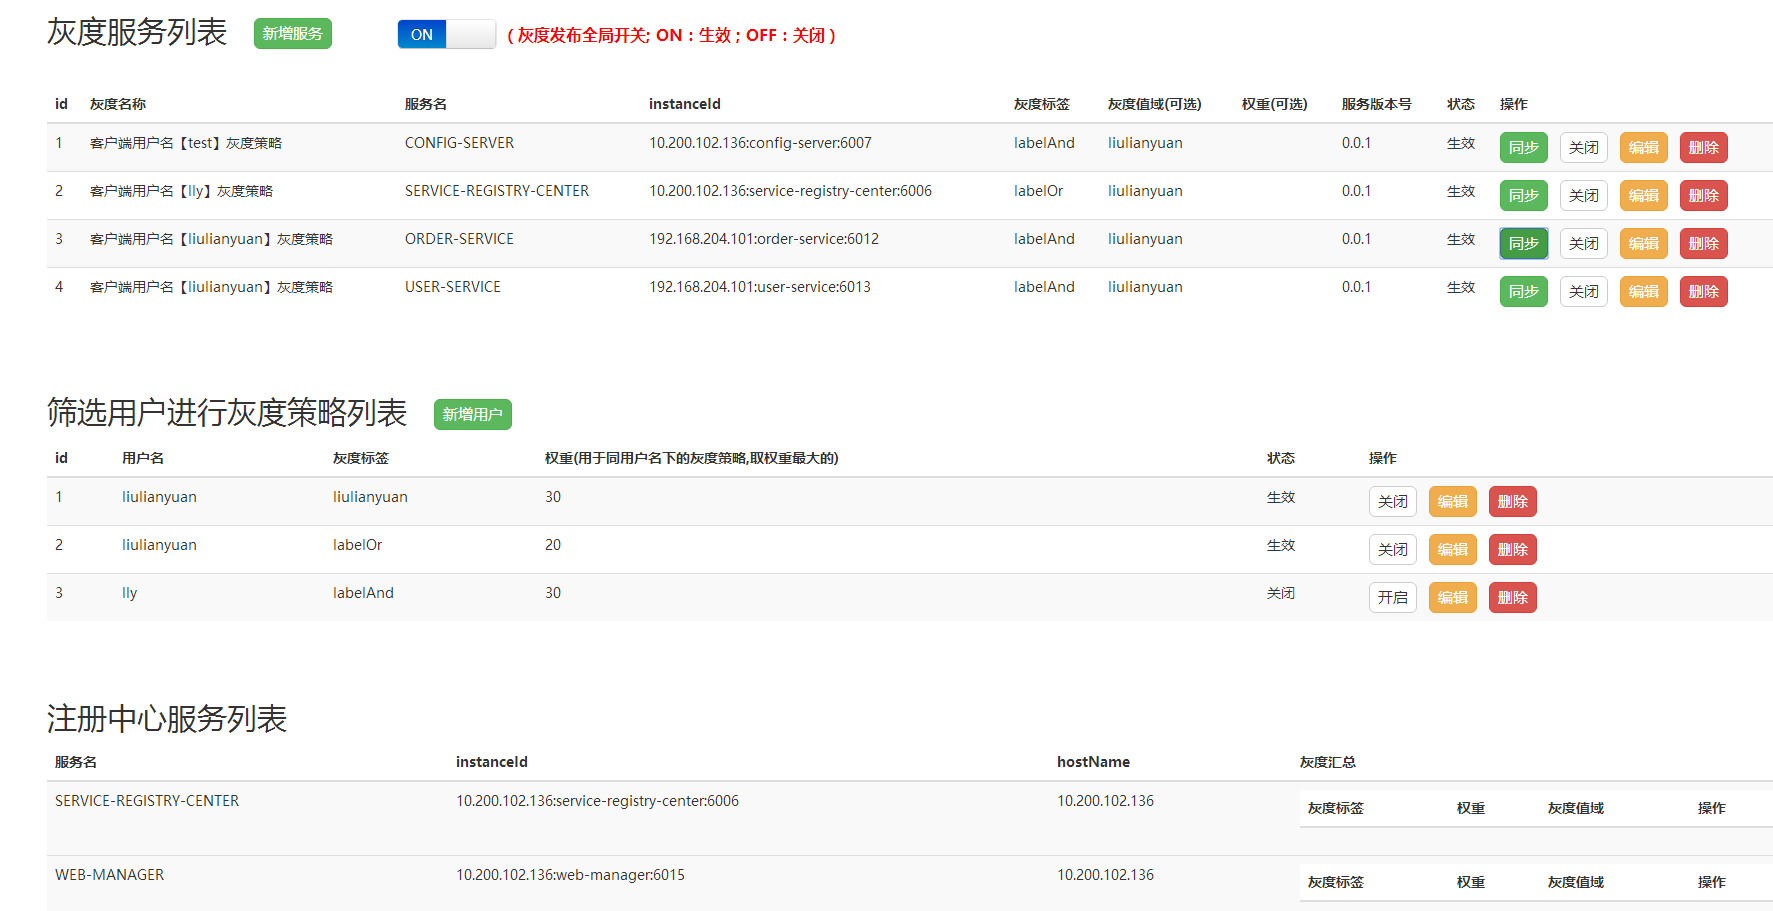 灰度服务列表 新增服务 ON ( 灰度发布全局开关; ON：生效；OFF：关闭 )
id 灰度名称 服务名 instanceId 灰度标签 灰度值域(可选) 权重(可选) 服务版本号 状态 操作
1 客户端用户名【test】灰度策略 CONFIG-SERVER 10.200.102.136:config-server:6007 labelAnd liulianyuan 0.0.1 生效 同步 关闭 编辑 删除
2 客户端用户名【lly】灰度策略 SERVICE-REGISTRY-CENTER 10.200.102.136:service-registry-center:6006 labelOr liulianyuan 0.0.1 生效 同步 关闭 编辑 删除
3 客户端用户名【liulianyuan】灰度策略 ORDER-SERVICE 192.168.204.101:order-service:6012 labelAnd liulianyuan 0.0.1 生效 同步 关闭 编辑 删除
4 客户端用户名【liulianyuan】灰度策略 USER-SERVICE 192.168.204.101:user-service:6013 labelAnd liulianyuan 0.0.1 生效 同步 关闭 编辑 删除
筛选用户进行灰度策略列表 新增用户
id 用户名 灰度标签 权重(用于同用户名下的灰度策略,取权重最大的) 状态 操作
1 liulianyuan liulianyuan 30 生效 关闭 编辑 删除
2 liulianyuan labelOr 20 生效 关闭 编辑 删除
3 lly labelAnd 30 关闭 开启 编辑 删除
注册中心服务列表
服务名 instanceId hostName 灰度汇总
SERVICE-REGISTRY-CENTER 10.200.102.136:service-registry-center:6006 10.200.102.136 灰度标签 权重 灰度值域 操作
WEB-MANAGER 10.200.102.136:web-manager:6015 10.200.102.136 灰度标签 权重 灰度值域 操作